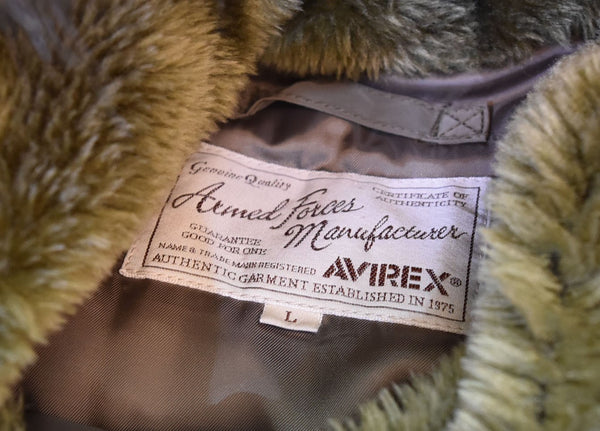 Genuine Quality
CERTIFICATE OF
AUTHENTICITY
Armed Forces
Manufacturer
GUARANTEE
GOOD FOR ONE
NAME & TRADE MARK REGISTERED
AVIREX®
AUTHENTIC GARMENT ESTABLISHED IN 1975
L